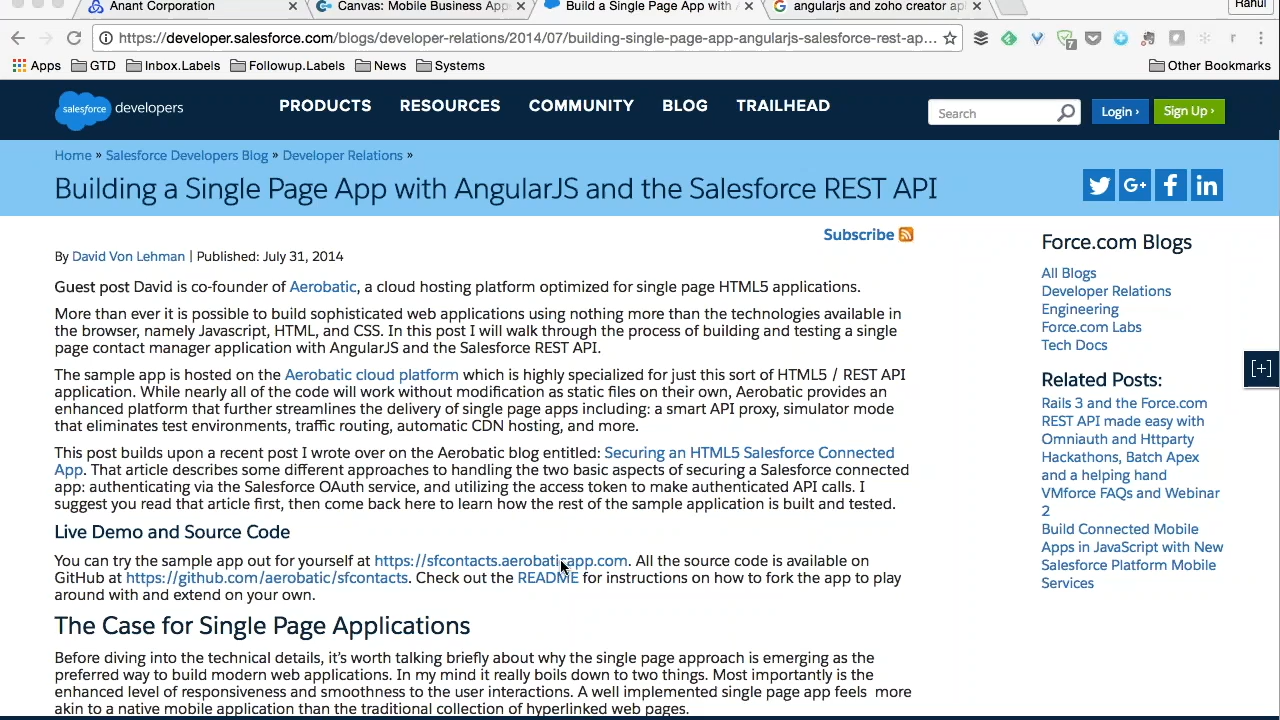 Anant Corporation
Canvas: Mobile Business App
Build a Single Page App with
angularjs and zoho creator ap
Rahul
https://developer.salesforce.com/blogs/developer-relations/2014/07/building-single-page-app-angularjs-salesforce-rest-ap...
7
Apps GTD Inbox.Labels Followup.Labels News Systems Other Bookmarks
salesforce developers
PRODUCTS RESOURCES COMMUNITY BLOG TRAILHEAD
Search
Login ›
Sign Up ›
Home » Salesforce Developers Blog » Developer Relations »
Building a Single Page App with AngularJS and the Salesforce REST API
Subscribe
By David Von Lehman | Published: July 31, 2014
Guest post David is co-founder of Aerobatic, a cloud hosting platform optimized for single page HTML5 applications.
More than ever it is possible to build sophisticated web applications using nothing more than the technologies available in
the browser, namely Javascript, HTML, and CSS. In this post I will walk through the process of building and testing a single
page contact manager application with AngularJS and the Salesforce REST API.
The sample app is hosted on the Aerobatic cloud platform which is highly specialized for just this sort of HTML5 / REST API
application. While nearly all of the code will work without modification as static files on their own, Aerobatic provides an
enhanced platform that further streamlines the delivery of single page apps including: a smart API proxy, simulator mode
that eliminates test environments, traffic routing, automatic CDN hosting, and more.
This post builds upon a recent post I wrote over on the Aerobatic blog entitled: Securing an HTML5 Salesforce Connected
App. That article describes some different approaches to handling the two basic aspects of securing a Salesforce connected
app: authenticating via the Salesforce OAuth service, and utilizing the access token to make authenticated API calls. I
suggest you read that article first, then come back here to learn how the rest of the sample application is built and tested.
Live Demo and Source Code
You can try the sample app out for yourself at https://sfcontacts.aerobaticapp.com. All the source code is available on
GitHub at https://github.com/aerobatic/sfcontacts. Check out the README for instructions on how to fork the app to play
around with and extend on your own.
The Case for Single Page Applications
Before diving into the technical details, it's worth talking briefly about why the single page approach is emerging as the
preferred way to build modern web applications. In my mind it really boils down to two things. Most importantly is the
enhanced level of responsiveness and smoothness to the user interactions. A well implemented single page app feels more
akin to a native mobile application than the traditional collection of hyperlinked web pages.
Force.com Blogs
All Blogs
Developer Relations
Engineering
Force.com Labs
Tech Docs
Related Posts:
Rails 3 and the Force.com
REST API made easy with
Omniauth and Httparty
Hackathons, Batch Apex
and a helping hand
VMforce FAQs and Webinar
2
Build Connected Mobile
Apps in JavaScript with New
Salesforce Platform Mobile
Services